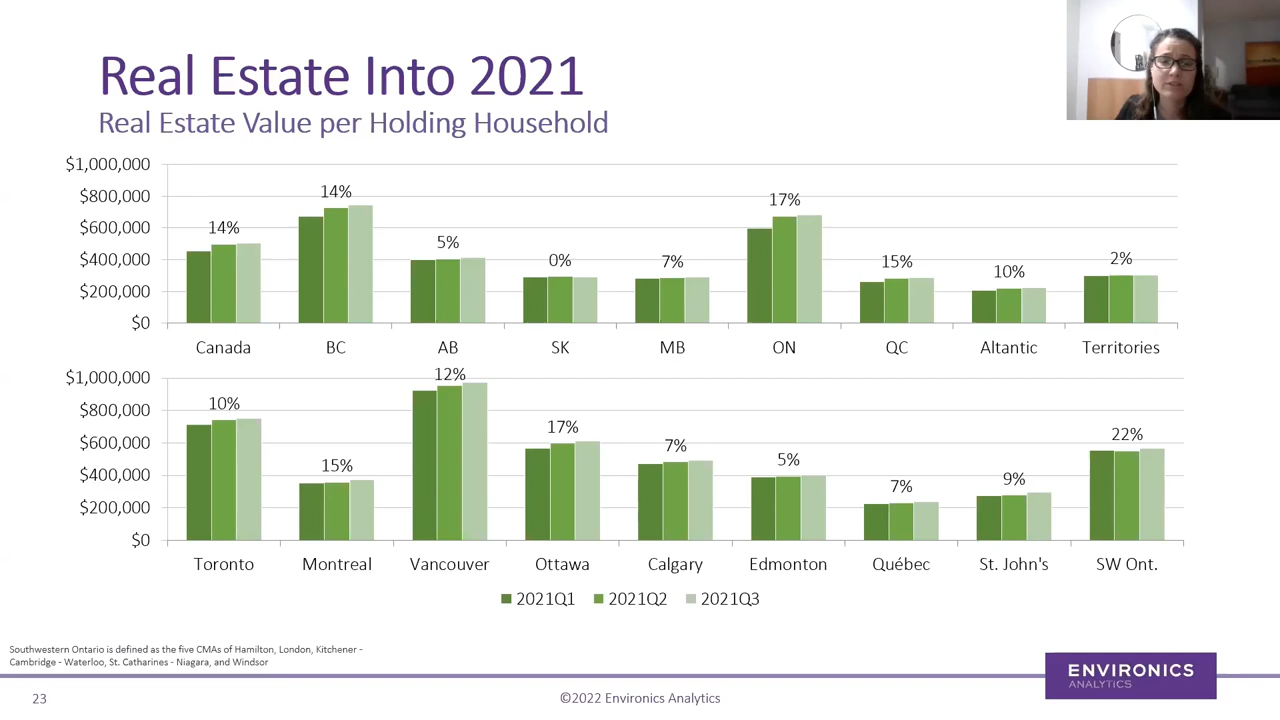 Real Estate Into 2021
Real Estate Value per Holding Household
$1,000,000
$800,000
$600,000
$400,000
$200,000
$0
14%
14%
5%
0%
7%
17%
15%
10%
2%
Canada
BC
AB
SK
MB
ON
QC
Altantic
Territories
$1,000,000
$800,000
$600,000
$400,000
$200,000
$0
10%
15%
12%
17%
7%
5%
7%
9%
22%
Toronto
Montreal
Vancouver
Ottawa
Calgary
Edmonton
Québec
St. John's
SW Ont.
2021Q1
2021Q2
2021Q3
Southwestern Ontario is defined as the five CMAs of Hamilton, London, Kitchener -
Cambridge - Waterloo, St. Catharines - Niagara, and Windsor
ENVIRONICS
ANALYTICS
23
©2022 Environics Analytics